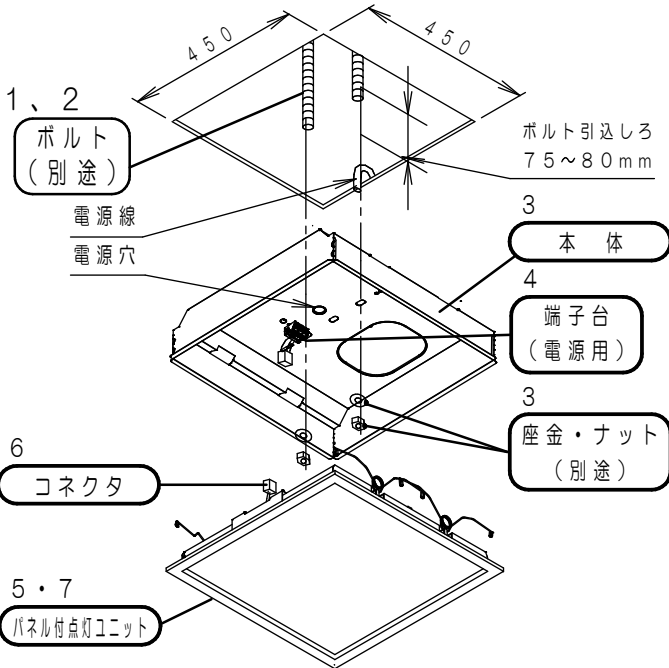 450
450
1、2
ボルト
(別途)
ボルト引込しろ
75~80mm
電源線
電源穴
3
本 体
4
端子台
(電源用)
3
座金・ナット
(別途)
6
コネクタ
5・7
パネル付点灯ユニット